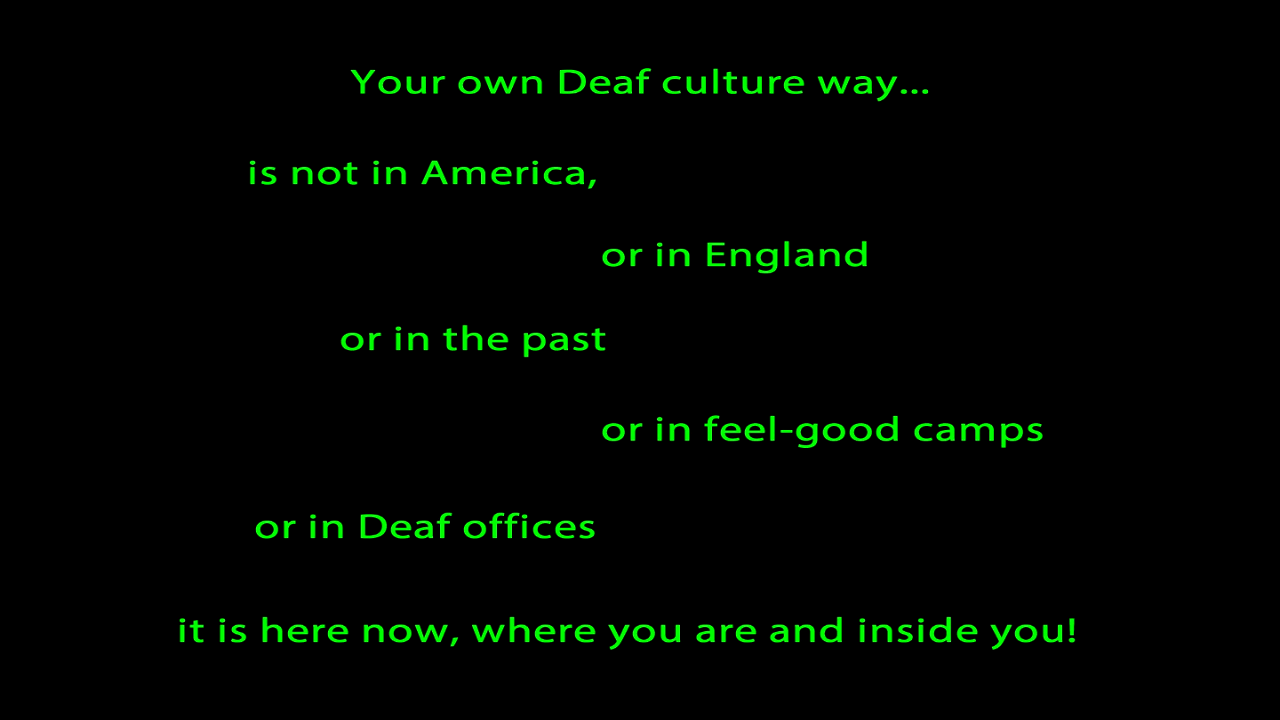 Your own Deaf culture way...
is not in America,
or in England
or in the past
or in feel-good camps
or in Deaf offices
it is here now, where you are and inside you!